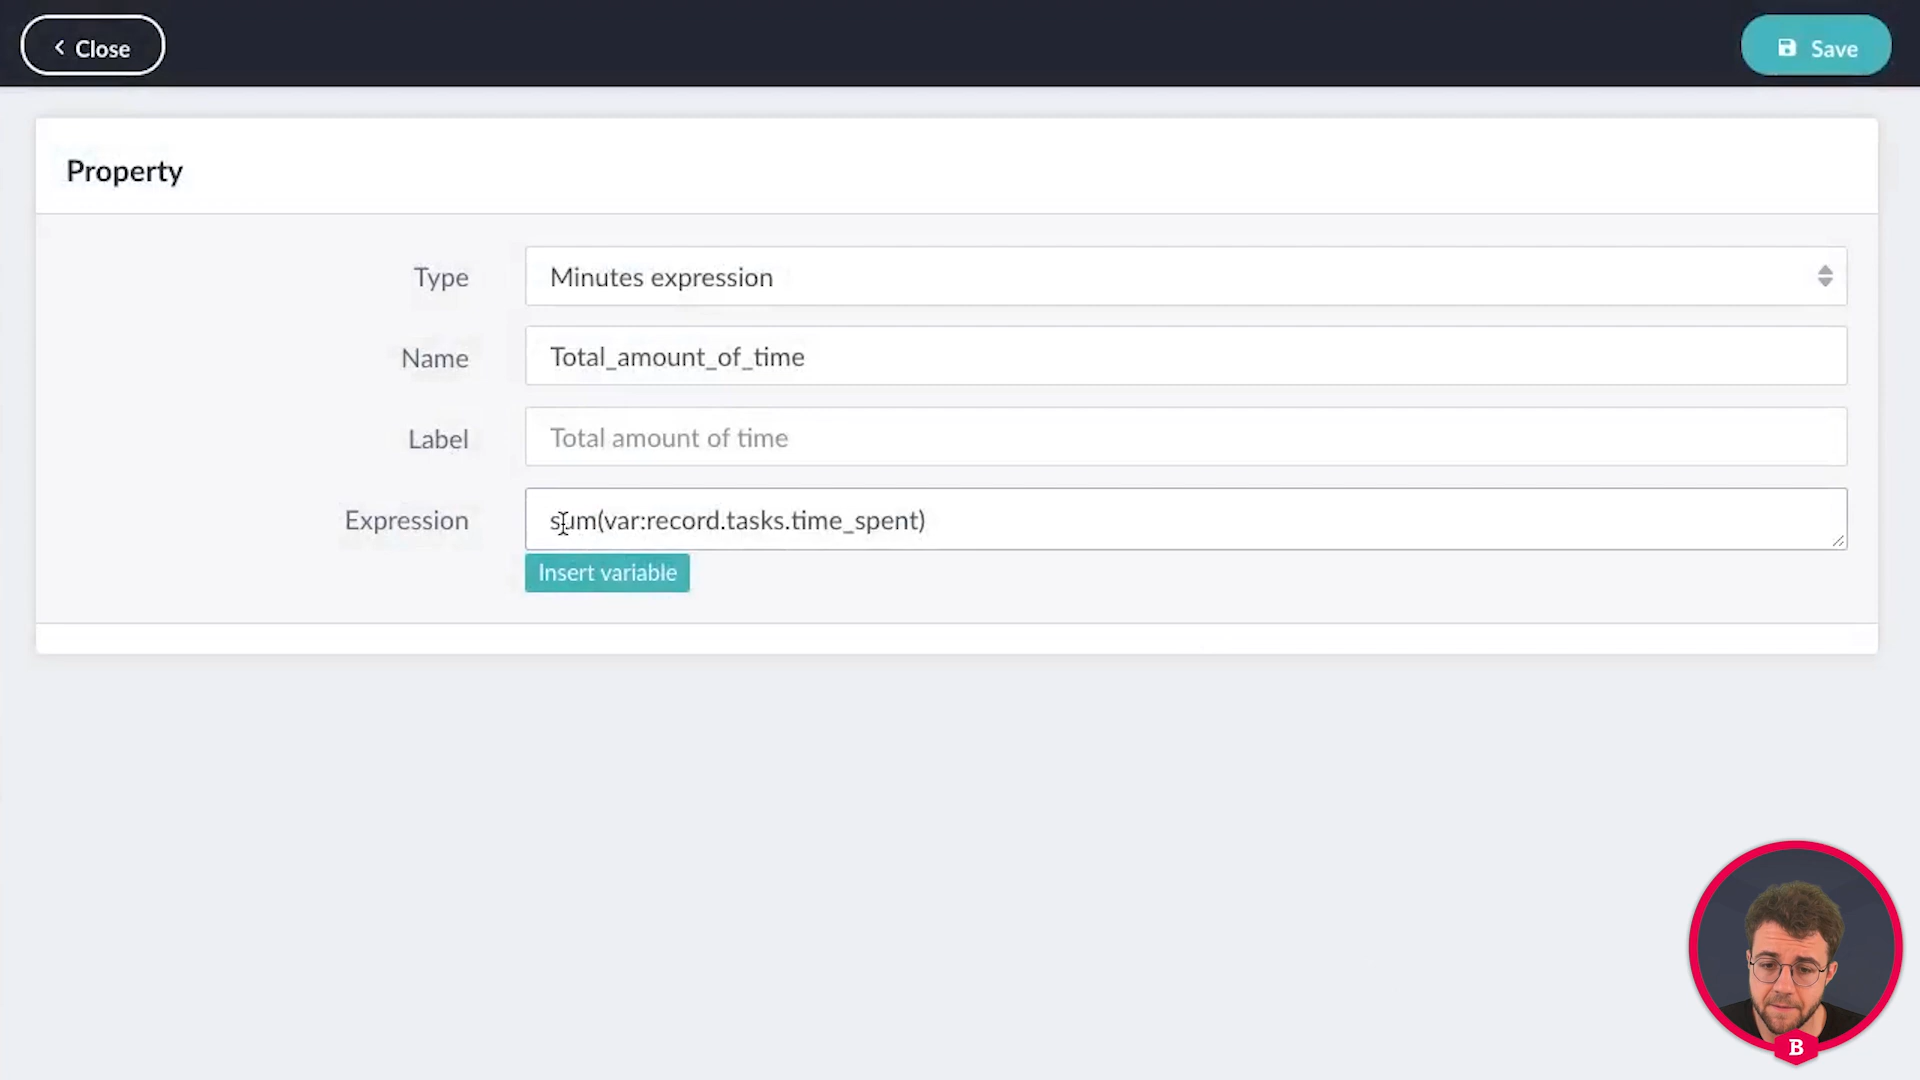 Close
Save
Property
Type
Minutes expression
Name
Total_amount_of_time
Label
Total amount of time
Expression
sum(var:record.tasks.time_spent)
Insert variable
B